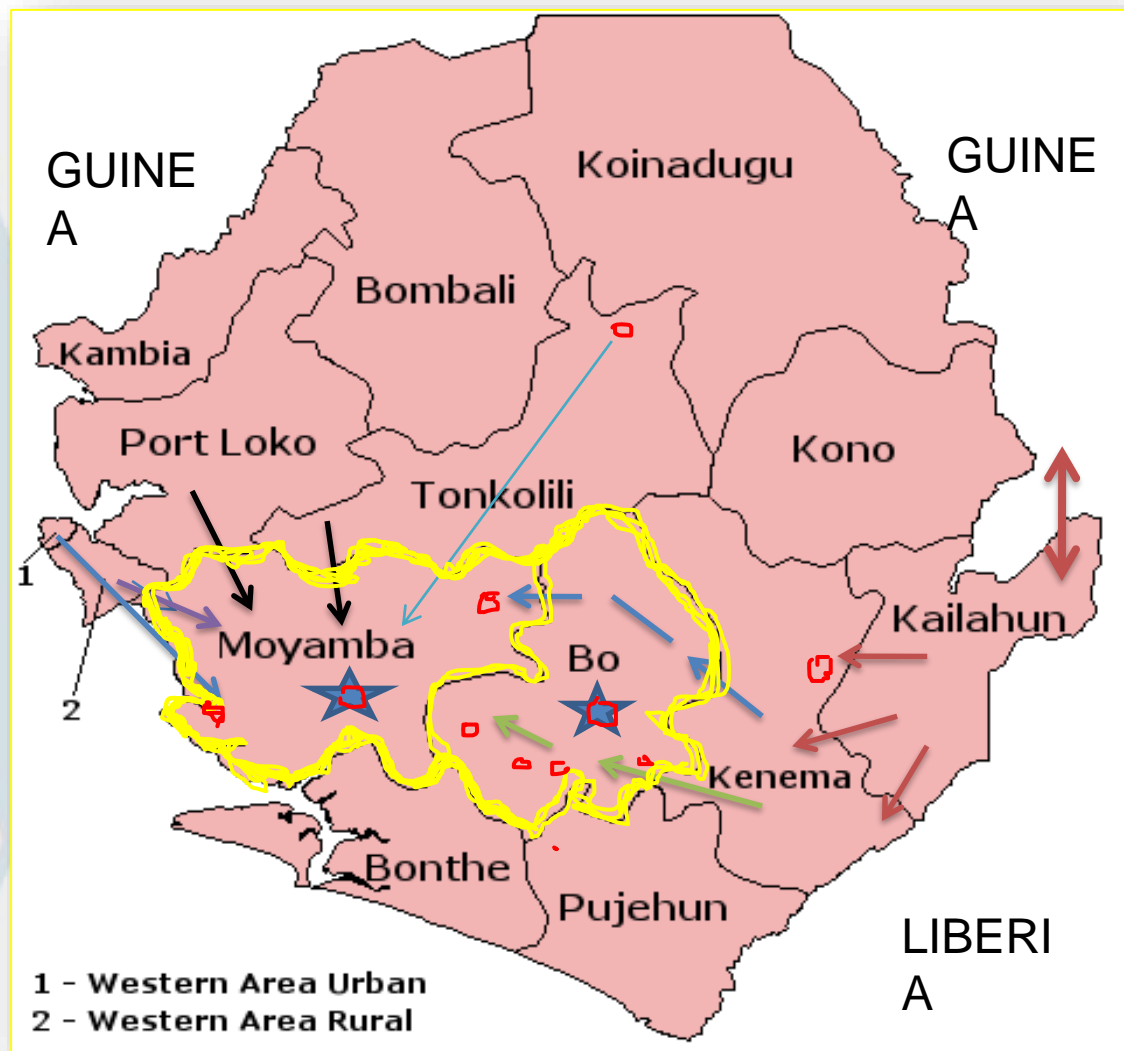 GUINE
A
Koinadugu
GUINE
A
Bombali
Kambia
Port Loko
Kono
Tonkolili
1
Kailahun
Moyamba
Bo
2
Kenema
Bonthe
Pujehun
LIBERI
A
1 - Western Area Urban
2 - Western Area Rural